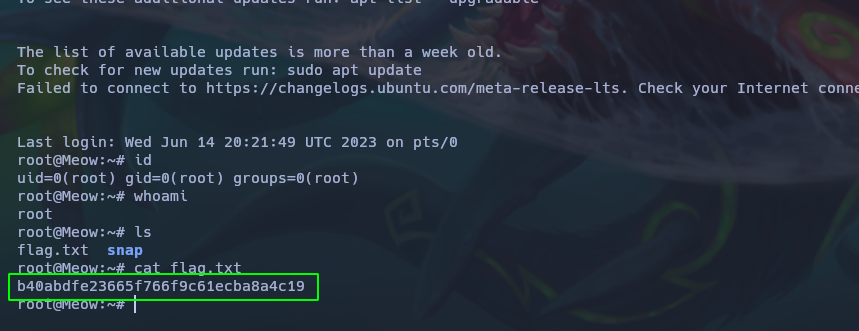 To see these additional updates run: apt list --upgradable
The list of available updates is more than a week old.
To check for new updates run: sudo apt update
Failed to connect to https://changelogs.ubuntu.com/meta-release-lts. Check your Internet conne
Last login: Wed Jun 14 20:21:49 UTC 2023 on pts/0
root@Meow:~# id
uid=0(root) gid=0(root) groups=0(root)
root@Meow:~# whoami
root
root@Meow:~# ls
flag.txt  snap
root@Meow:~# cat flag.txt
b40abdfe23665f766f9c61ecba8a4c19
root@Meow:~#